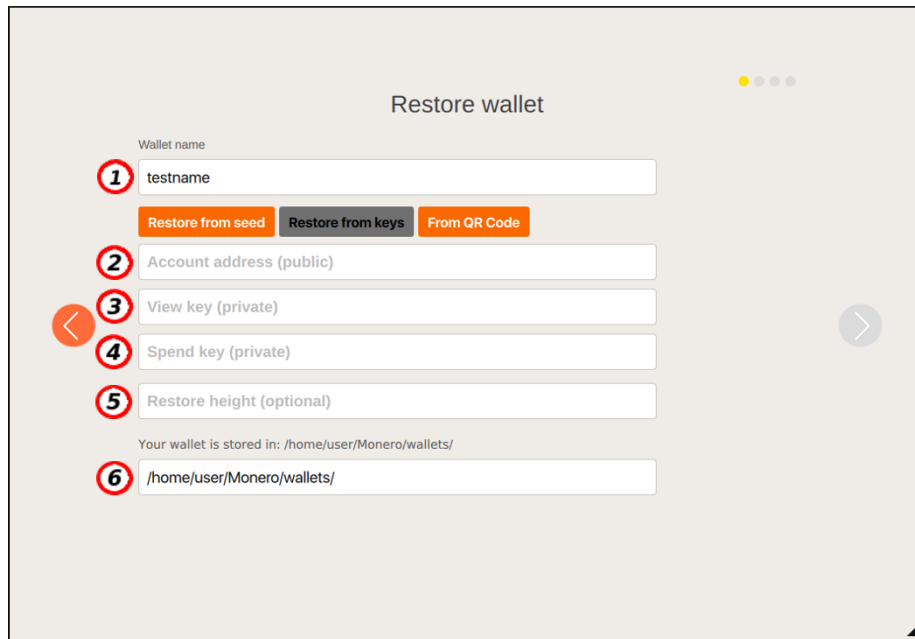 Restore wallet
Wallet name
1 testname
Restore from seed Restore from keys From QR Code
2 Account address (public)
3 View key (private)
4 Spend key (private)
5 Restore height (optional)
Your wallet is stored in: /home/user/Monero/wallets/
6 /home/user/Monero/wallets/